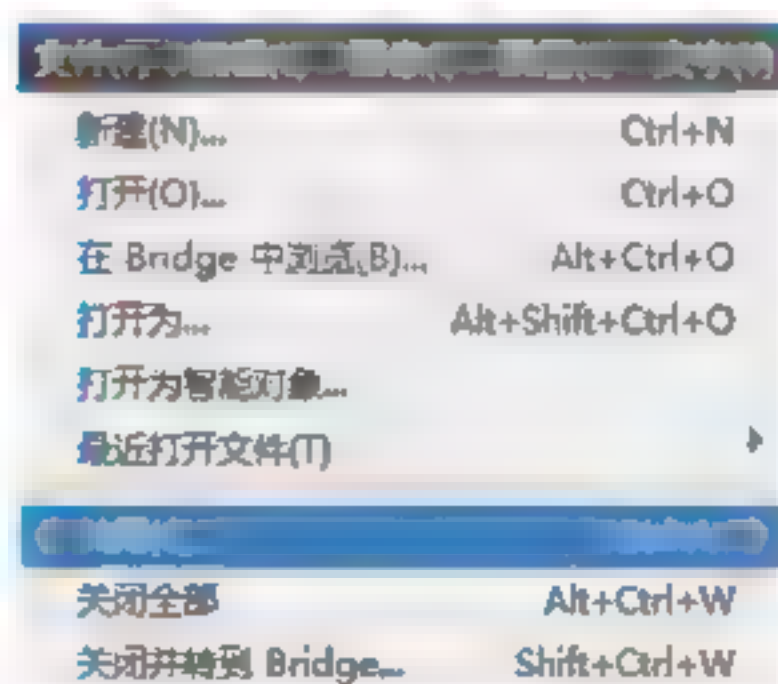 新建(N)... Ctrl+N
打开(O)... Ctrl+O
在 Bridge 中浏览(B)... Alt+Ctrl+O
打开为... Alt+Shift+Ctrl+O
打开为智能对象...
最近打开文件(T)
关闭全部 Alt+Ctrl+W
关闭并转到 Bridge... Shift+Ctrl+W